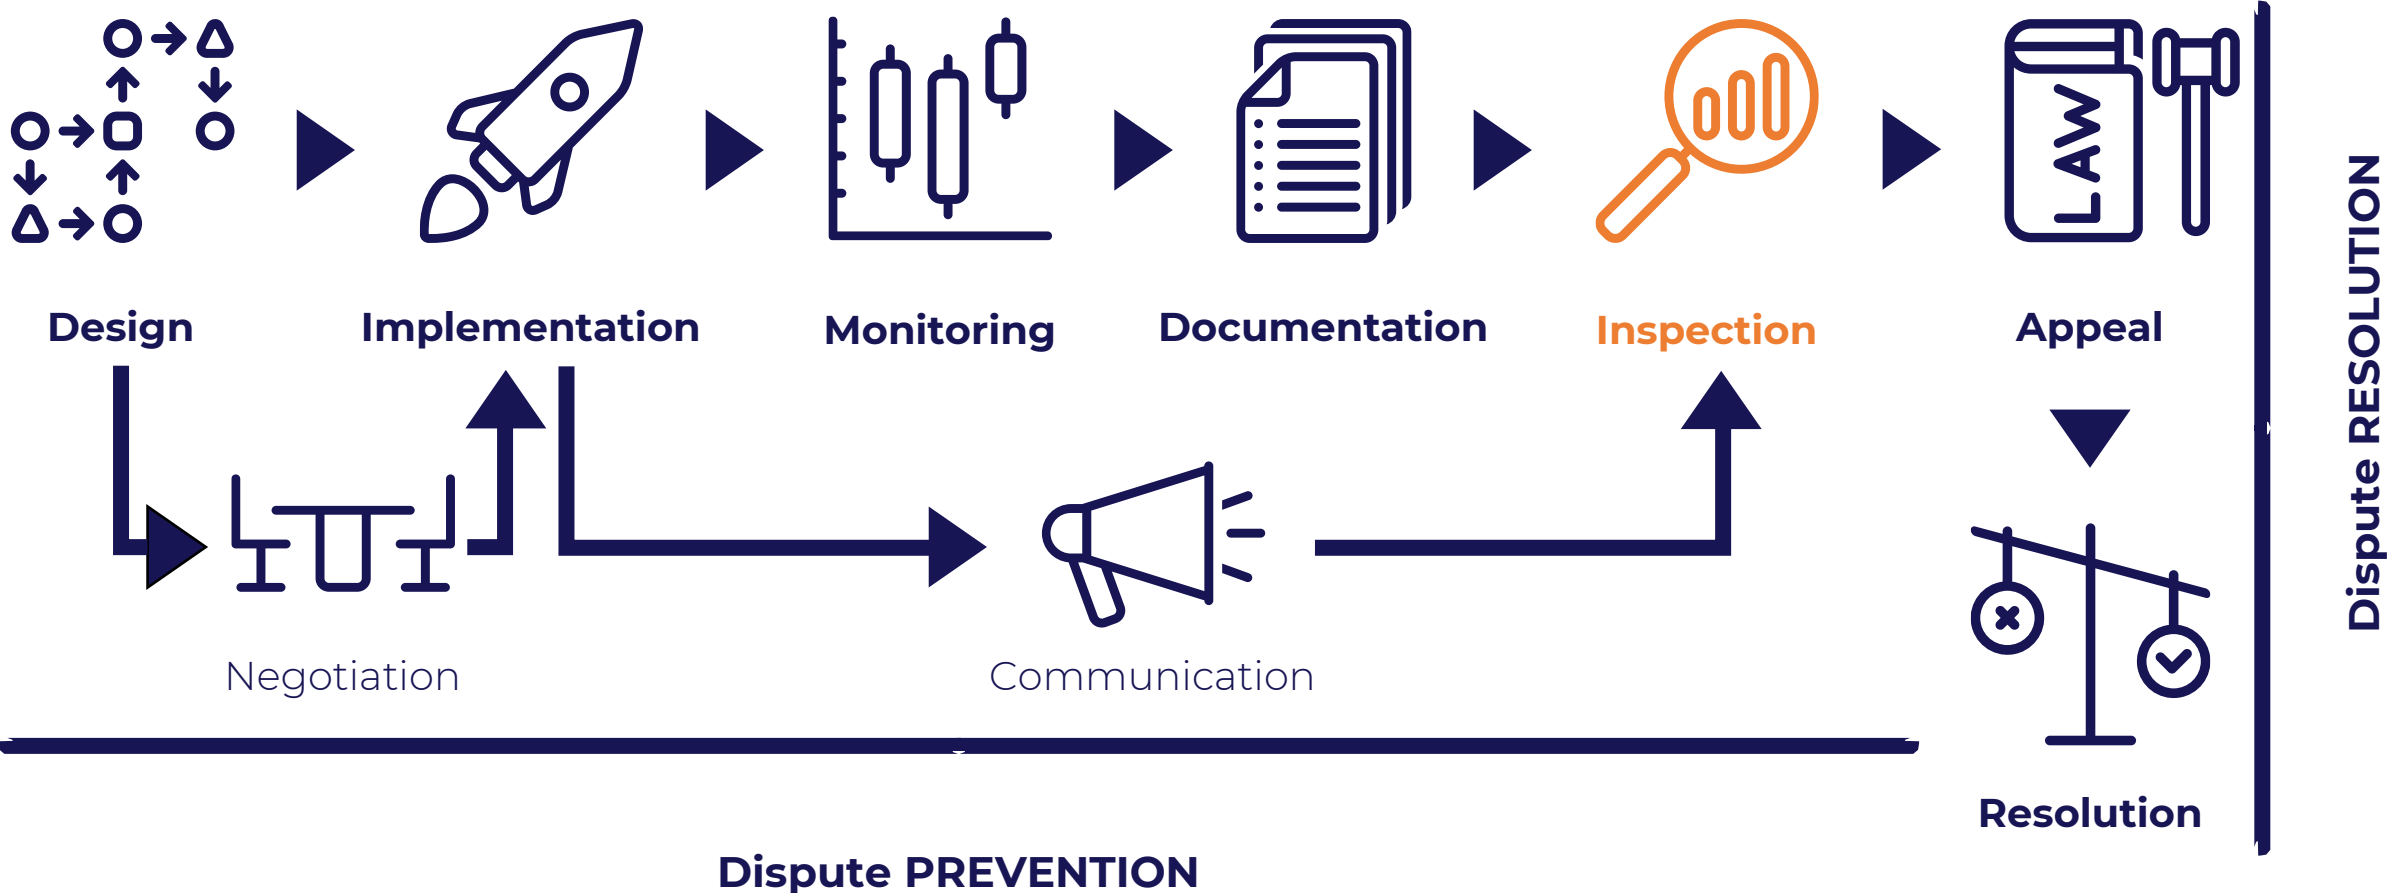 LAW
Design
Implementation
Monitoring
Documentation
Inspection
Appeal
Negotiation
Communication
Resolution
Dispute PREVENTION
Dispute RESOLUTION